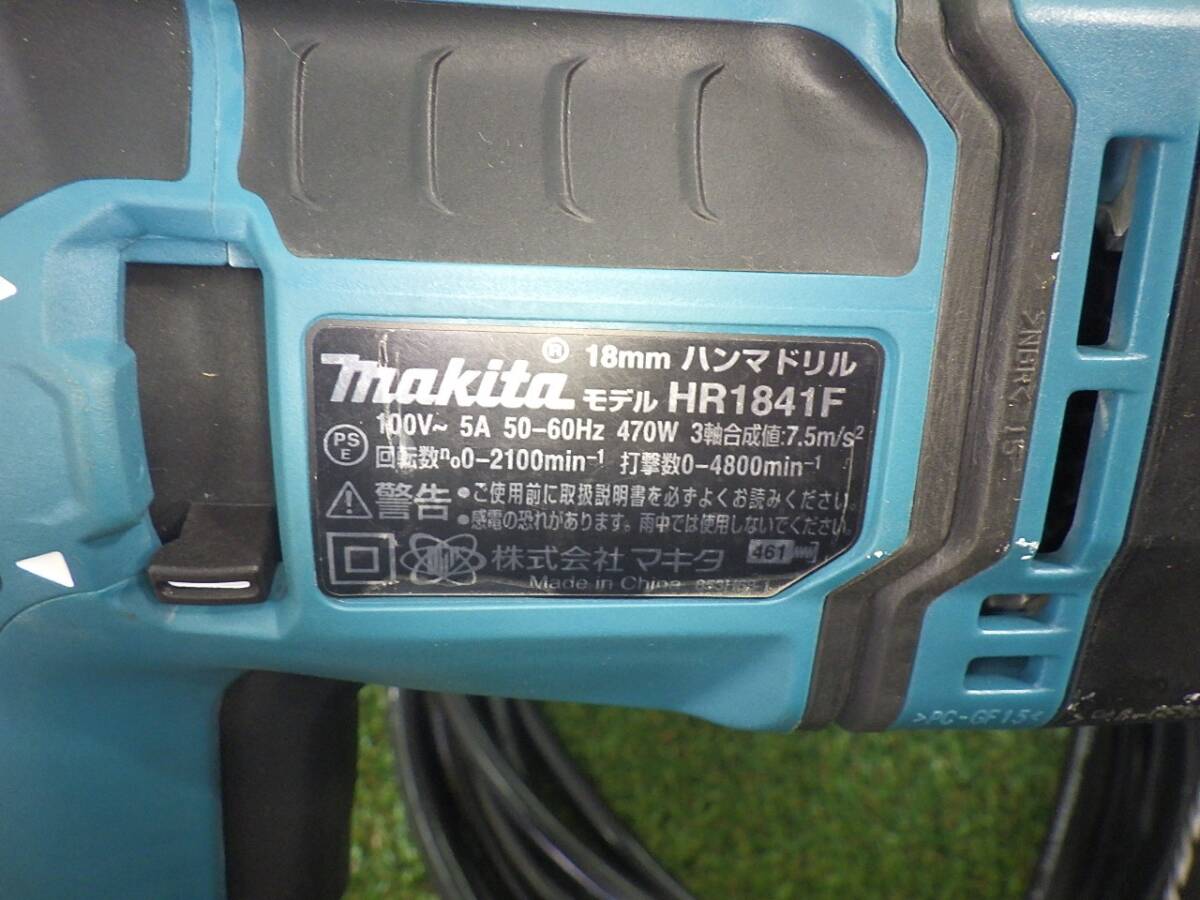 makita® 18mm ハンマドリル
モデル HR1841F
100V~ 5A 50-60Hz 470W 3軸合成値:7.5m/s²
PS
E
回転数n₀0-2100min⁻¹ 打撃数0-4800min⁻¹
警告 •ご使用前に取扱説明書を必ずよくお読みください。
•感電の恐れがあります。雨中では使用しないでください。
株式会社マキタ 461
Made in China
>PC-GF15<